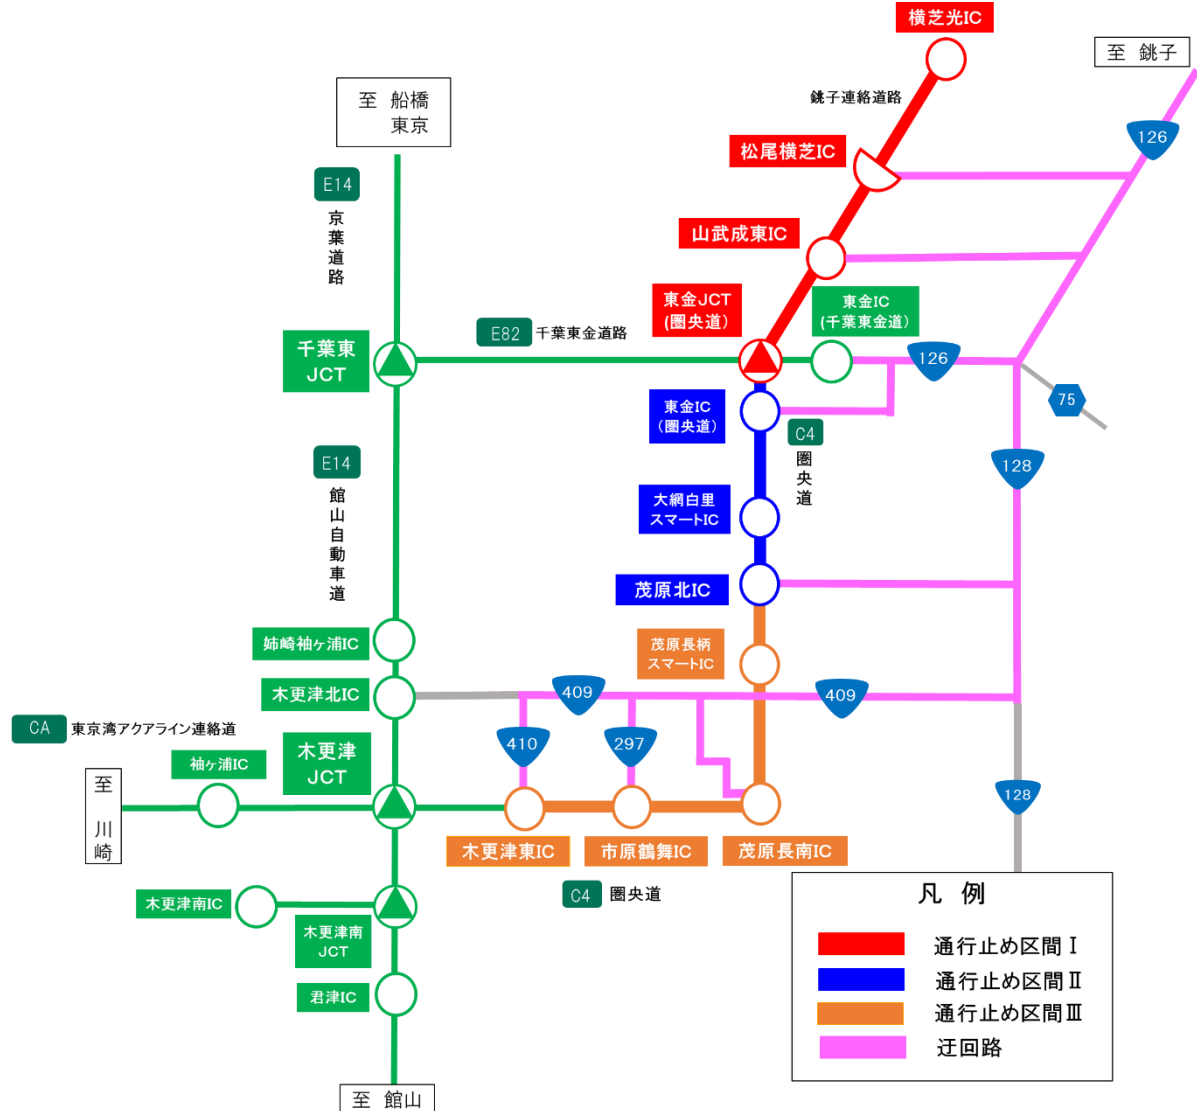 横芝光IC
至 銚子
銚子連絡道路
至 船橋
東京
126
松尾横芝IC
E14
京葉道路
山武成東IC
東金JCT
(圏央道)
東金IC
(千葉東金道)
E82 千葉東金道路
千葉東
JCT
126
75
東金IC
(圏央道)
C4
圏央道
E14
館山自動車道
128
大網白里
スマートIC
茂原北IC
姉崎袖ヶ浦IC
茂原長柄
スマートIC
木更津北IC
409
409
CA 東京湾アクアライン連絡道
木更津
JCT
410
297
袖ヶ浦IC
至 川崎
128
木更津東IC
市原鶴舞IC
茂原長南IC
C4 圏央道
木更津南IC
木更津南
JCT
君津IC
至 館山
凡 例
通行止め区間Ⅰ
通行止め区間Ⅱ
通行止め区間Ⅲ
迂回路